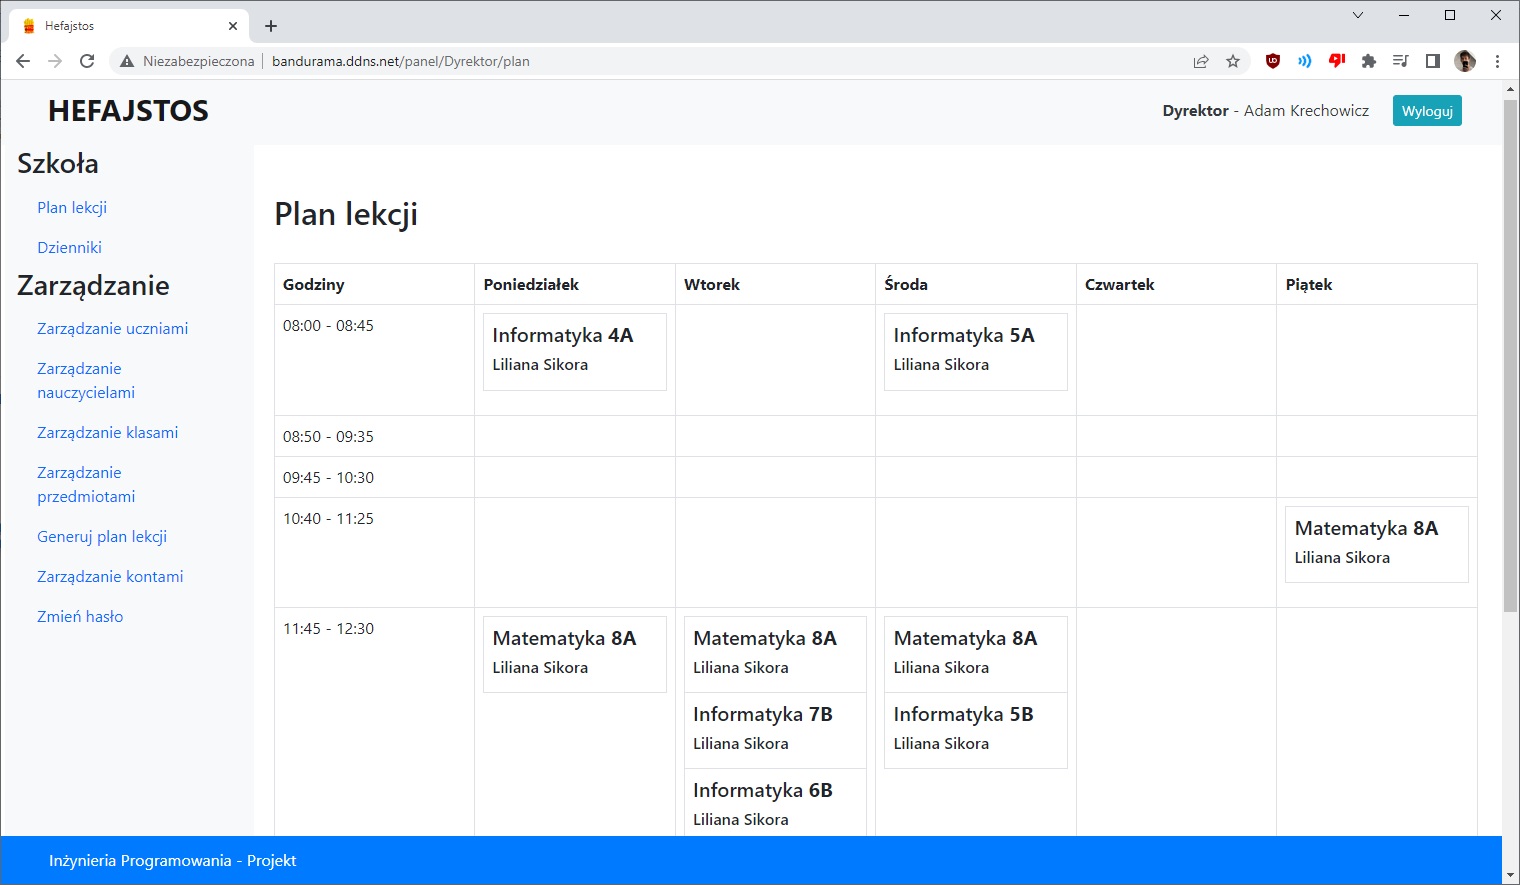 Hefajstos
Niezabezpieczona
bandurama.ddns.net/panel/Dyrektor/plan
HEFAJSTOS
Dyrektor - Adam Krechowicz
Wyloguj
Szkoła
Plan lekcji
Dzienniki
Zarządzanie
Zarządzanie uczniami
Zarządzanie
nauczycielami
Zarządzanie klasami
Zarządzanie
przedmiotami
Generuj plan lekcji
Zarządzanie kontami
Zmień hasło
Plan lekcji
Godziny Poniedziałek Wtorek Środa Czwartek Piątek
08:00 - 08:45
Informatyka 4A
Liliana Sikora
Informatyka 5A
Liliana Sikora
08:50 - 09:35
09:45 - 10:30
10:40 - 11:25
Matematyka 8A
Liliana Sikora
11:45 - 12:30
Matematyka 8A
Liliana Sikora
Matematyka 8A
Liliana Sikora
Informatyka 7B
Liliana Sikora
Informatyka 6B
Liliana Sikora
Matematyka 8A
Liliana Sikora
Informatyka 5B
Liliana Sikora
Inżynieria Programowania - Projekt